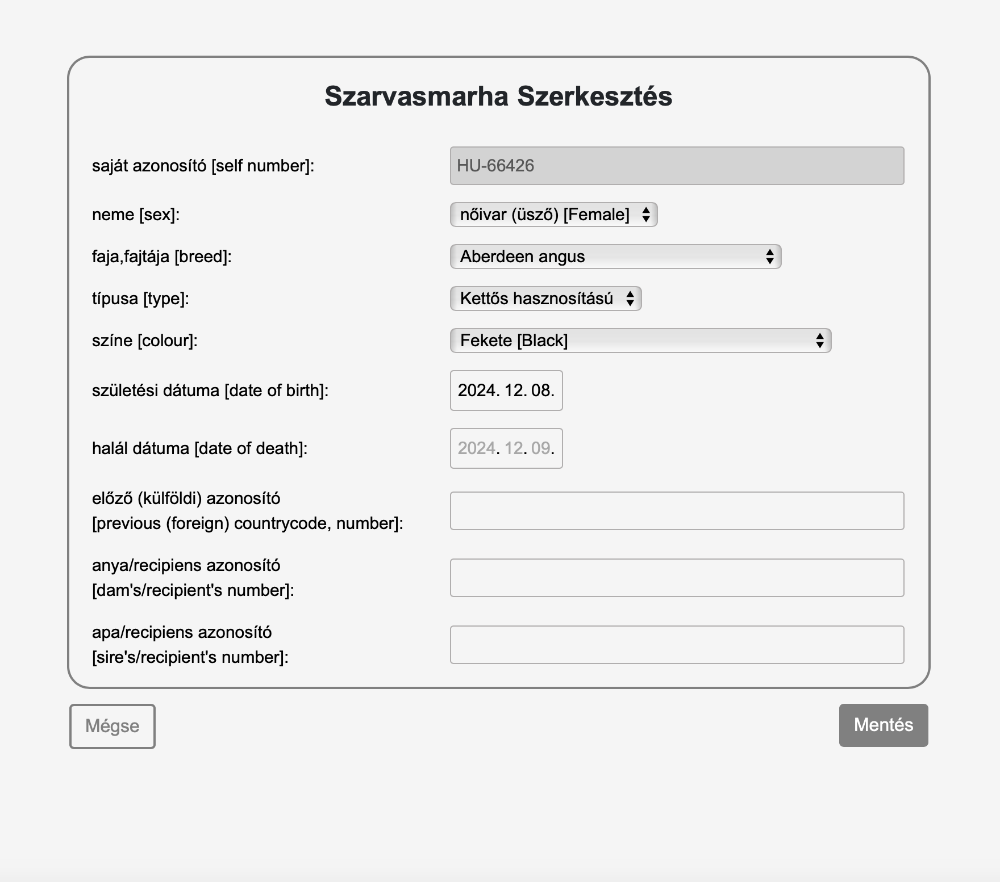 Szarvasmarha Szerkesztés
saját azonosító [self number]: HU-66426
neme [sex]: nőivar (üsző) [Female]
faja,fajtája [breed]: Aberdeen angus
típusa [type]: Kettős hasznosítású
színe [colour]: Fekete [Black]
születési dátuma [date of birth]: 2024. 12. 08.
halál dátuma [date of death]: 2024. 12. 09.
előző (külföldi) azonosító
[previous (foreign) countrycode, number]:
anya/recipiens azonosító
[dam's/recipient's number]:
apa/recipiens azonosító
[sire's/recipient's number]:
Mégse Mentés